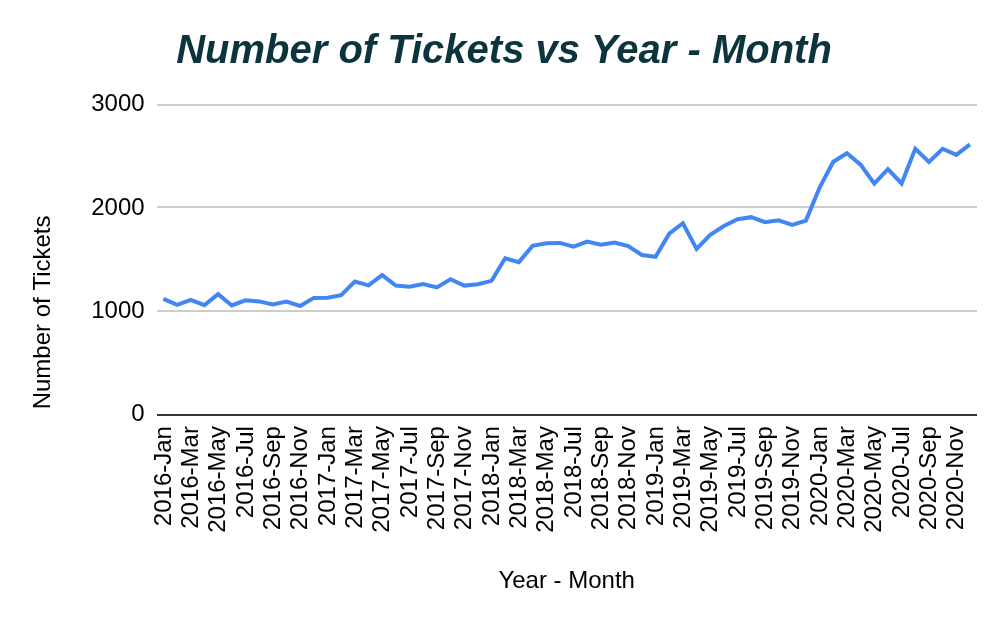 Number of Tickets vs Year - Month
Number of Tickets
3000
2000
1000
0
2016-Jan
2016-Mar
2016-May
2016-Jul
2016-Sep
2016-Nov
2017-Jan
2017-Mar
2017-May
2017-Jul
2017-Sep
2017-Nov
2018-Jan
2018-Mar
2018-May
2018-Jul
2018-Sep
2018-Nov
2019-Jan
2019-Mar
2019-May
2019-Jul
2019-Sep
2019-Nov
2020-Jan
2020-Mar
2020-May
2020-Jul
2020-Sep
2020-Nov
Year - Month